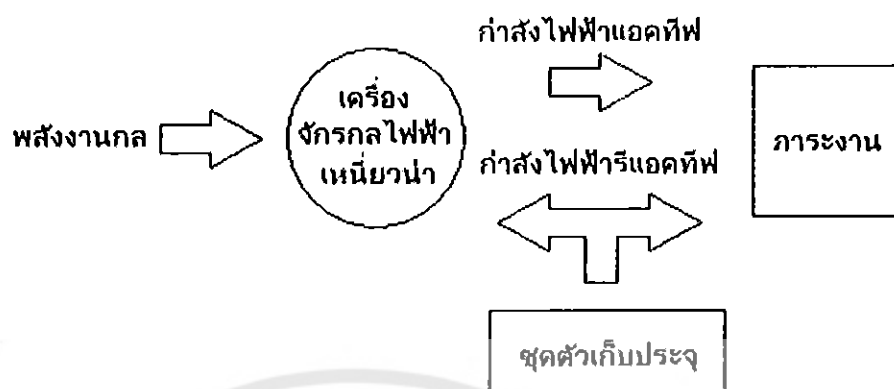 กำลังไฟฟ้าแอคทีฟ
พลังงานกล
เครื่อง
จักรกลไฟฟ้า
เหนี่ยวนำ
กำลังไฟฟ้ารีแอคทีฟ
ภาระงาน
ชุดตัวเก็บประจุ